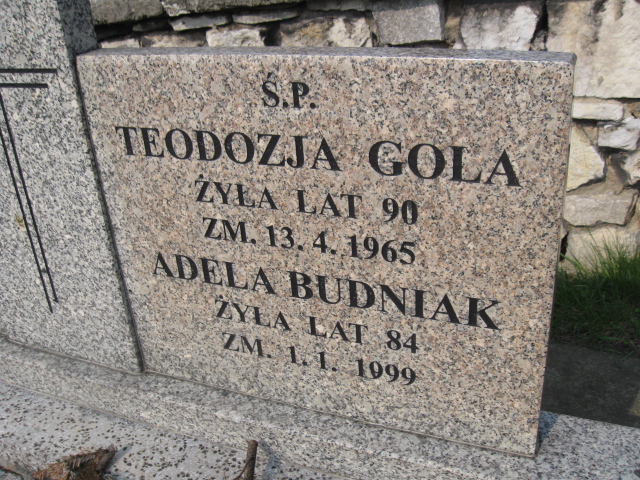 Ś.P.
TEODOZJA GOLA
ŻYŁA LAT 90
ZM. 13. 4. 1965
ADELA BUDNIAK
ŻYŁA LAT 84
ZM. 1.1. 1999